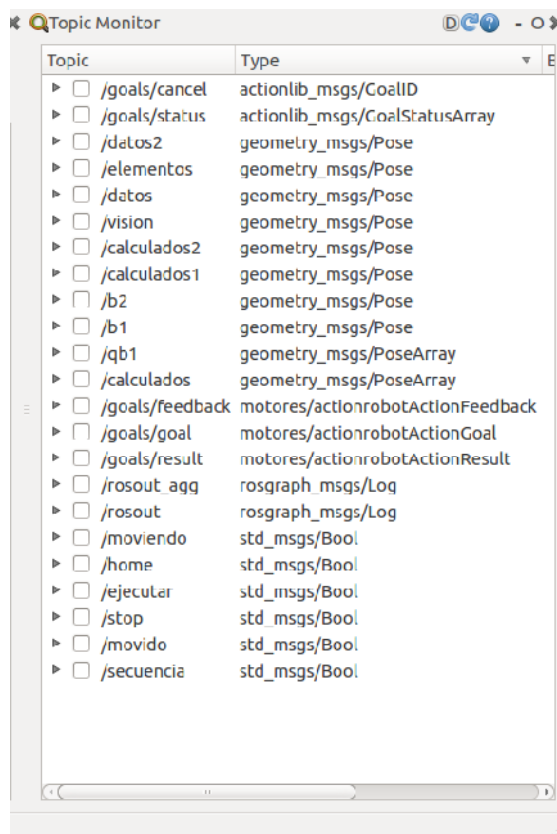 Topic Monitor D ? - O
Topic Type
/goals/cancel actionlib_msgs/GoalID
/goals/status actionlib_msgs/GoalStatusArray
/datos2 geometry_msgs/Pose
/elementos geometry_msgs/Pose
/datos geometry_msgs/Pose
/vision geometry_msgs/Pose
/calculados2 geometry_msgs/Pose
/calculados1 geometry_msgs/Pose
/b2 geometry_msgs/Pose
/b1 geometry_msgs/Pose
/qb1 geometry_msgs/PoseArray
/calculados geometry_msgs/PoseArray
/goals/feedback motores/actionrobotActionFeedback
/goals/goal motores/actionrobotActionGoal
/goals/result motores/actionrobotActionResult
/rosout_agg rosgraph_msgs/Log
/rosout rosgraph_msgs/Log
/moviendo std_msgs/Bool
/home std_msgs/Bool
/ejecutar std_msgs/Bool
/stop std_msgs/Bool
/movido std_msgs/Bool
/secuencia std_msgs/Bool